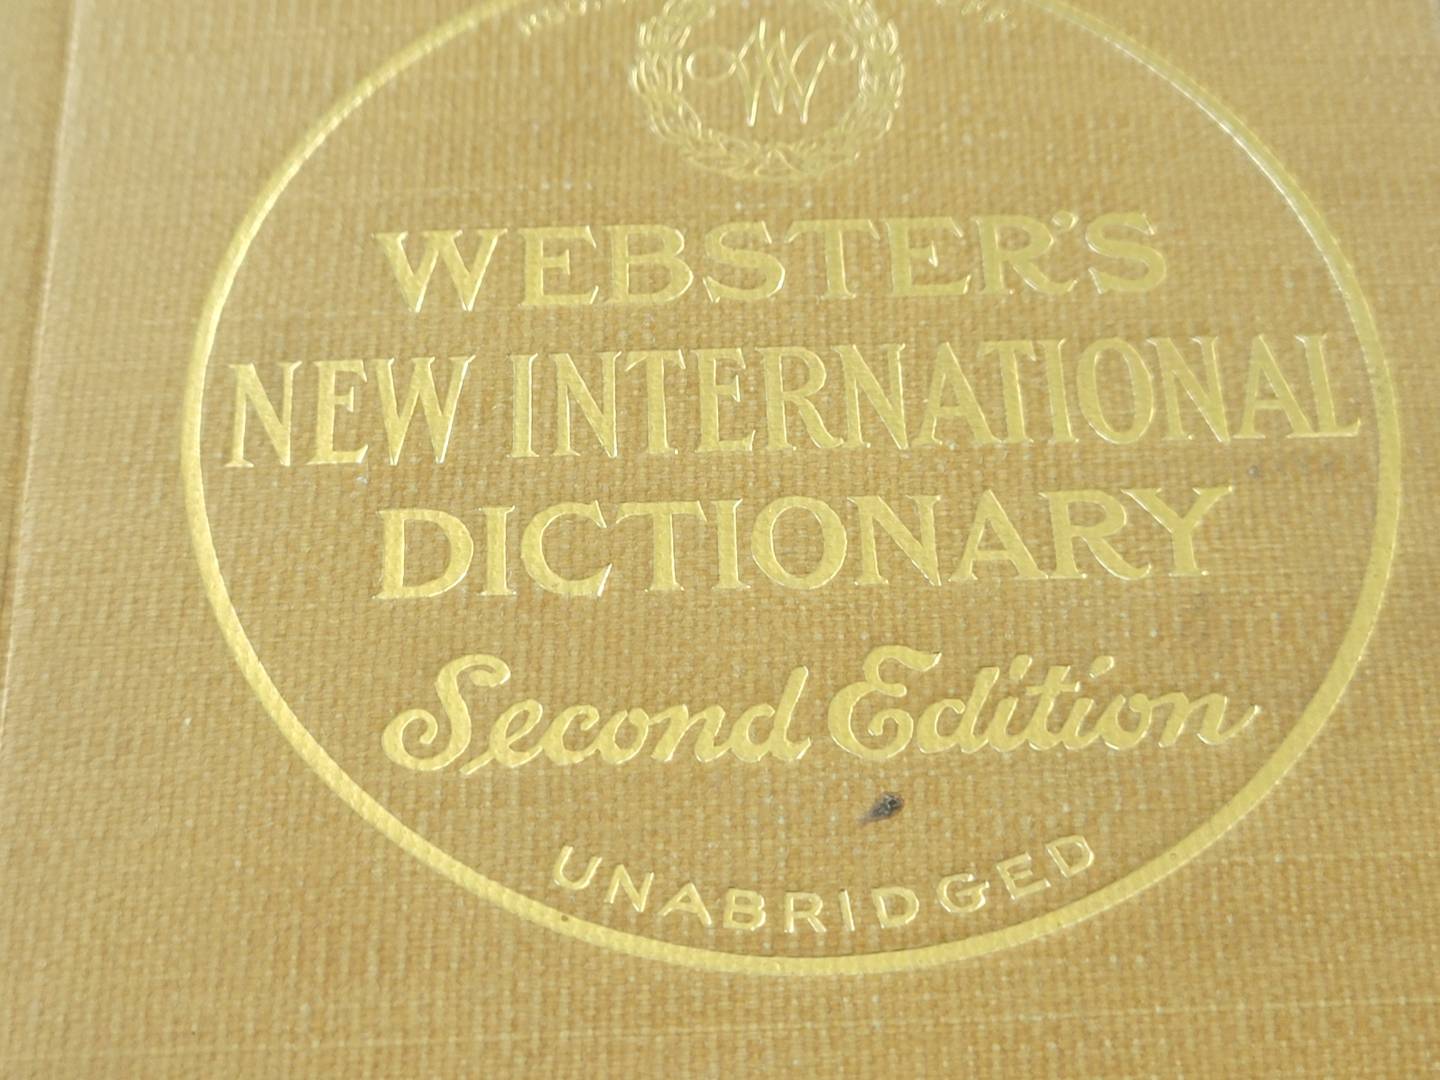 W
WEBSTER'S
NEW INTERNATIONAL
DICTIONARY
Second Edition
UNABRIDGED